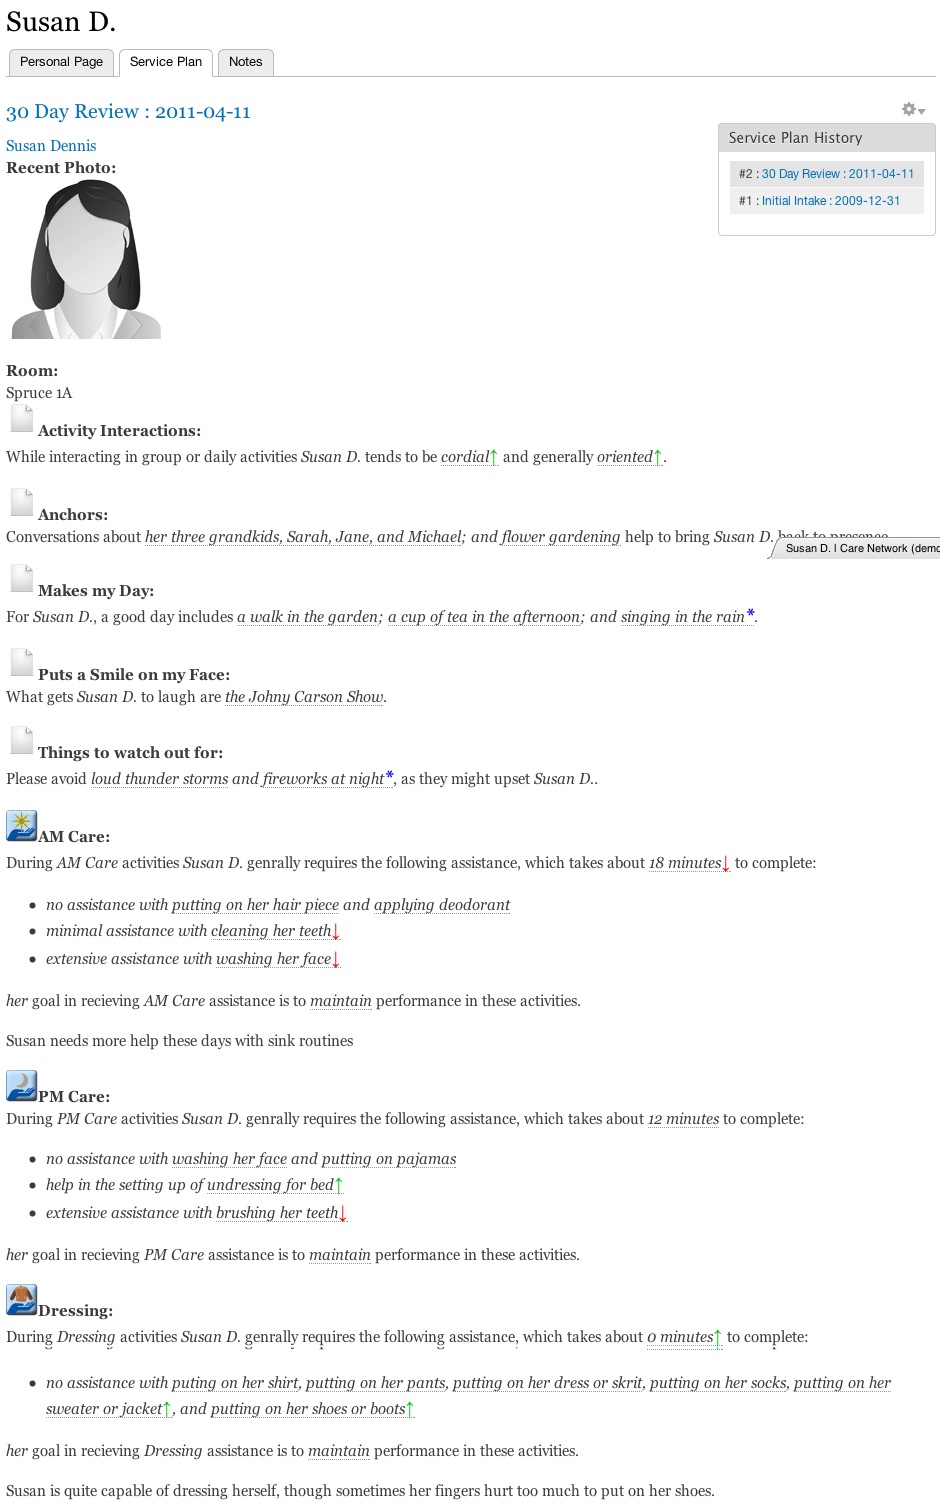 Susan D.
Personal Page
Service Plan
Notes
30 Day Review : 2011-04-11
Service Plan History
#2 : 30 Day Review : 2011-04-11
#1 : Initial Intake : 2009-12-31
Susan Dennis
Recent Photo:
Room:
Spruce 1A
Activity Interactions:
While interacting in group or daily activities Susan D. tends to be cordial↑ and generally oriented↑.
Anchors:
Conversations about her three grandkids, Sarah, Jane, and Michael; and flower gardening help to bring Susan D. back to presence
Susan D. | Care Network (demo
Makes my Day:
For Susan D., a good day includes a walk in the garden; a cup of tea in the afternoon; and singing in the rain*.
Puts a Smile on my Face:
What gets Susan D. to laugh are the Johny Carson Show.
Things to watch out for:
Please avoid loud thunder storms and fireworks at night*, as they might upset Susan D..
AM Care:
During AM Care activities Susan D. genrally requires the following assistance, which takes about 18 minutes↓ to complete:
• no assistance with putting on her hair piece and applying deodorant
• minimal assistance with cleaning her teeth↓
• extensive assistance with washing her face↓
her goal in recieving AM Care assistance is to maintain performance in these activities.
Susan needs more help these days with sink routines
PM Care:
During PM Care activities Susan D. genrally requires the following assistance, which takes about 12 minutes to complete:
• no assistance with washing her face and putting on pajamas
• help in the setting up of undressing for bed↑
• extensive assistance with brushing her teeth↓
her goal in recieving PM Care assistance is to maintain performance in these activities.
Dressing:
During Dressing activities Susan D. genrally requires the following assistance, which takes about 0 minutes↑ to complete:
• no assistance with puting on her shirt, putting on her pants, putting on her dress or skrit, putting on her socks, putting on her
sweater or jacket↑, and putting on her shoes or boots↑
her goal in recieving Dressing assistance is to maintain performance in these activities.
Susan is quite capable of dressing herself, though sometimes her fingers hurt too much to put on her shoes.